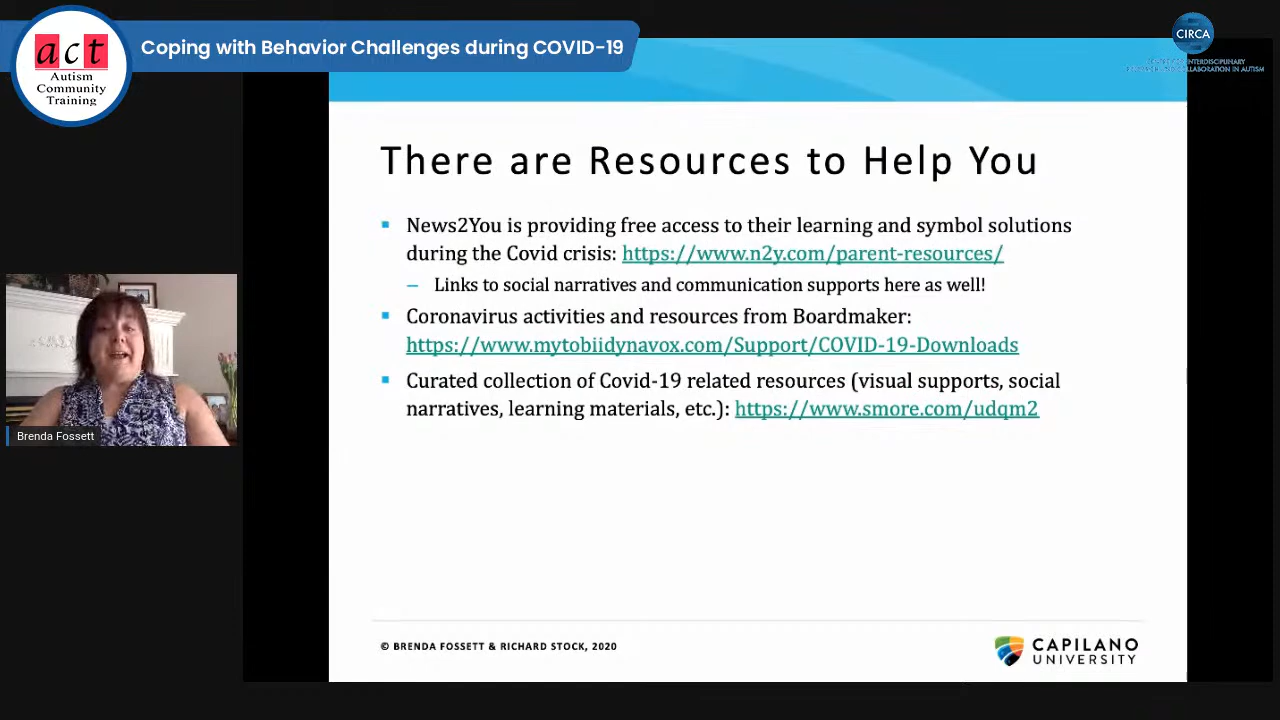 act
Autism
Community
Training
Coping with Behavior Challenges during COVID-19
CIRCA
COLLABORATION IN AUTISM
There are Resources to Help You
News2You is providing free access to their learning and symbol solutions
during the Covid crisis: https://www.n2y.com/parent-resources/
– Links to social narratives and communication supports here as well!
Coronavirus activities and resources from Boardmaker:
https://www.mytobiidynavox.com/Support/COVID-19-Downloads
Curated collection of Covid-19 related resources (visual supports, social
narratives, learning materials, etc.): https://www.smore.com/udqm2
Brenda Fossett
© BRENDA FOSSETT & RICHARD STOCK, 2020
CAPILANO
UNIVERSITY